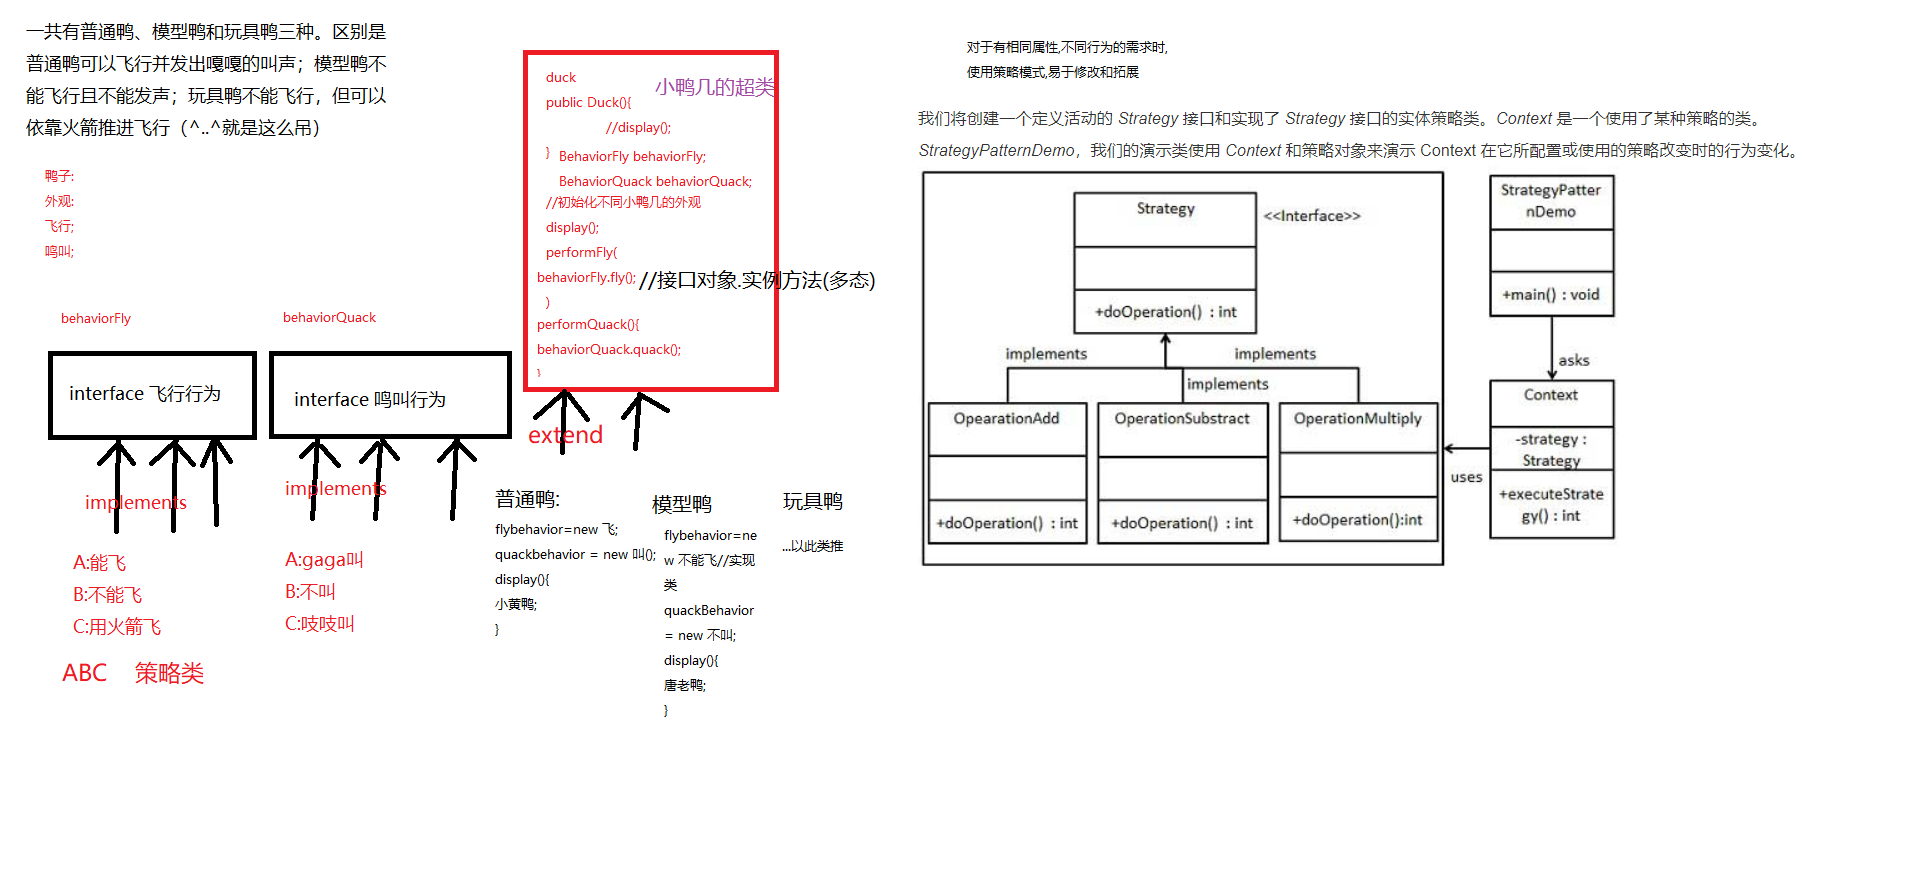 一共有普通鸭、模型鸭和玩具鸭三种。区别是
普通鸭可以飞行并发出嘎嘎的叫声；模型鸭不
能飞行且不能发声；玩具鸭不能飞行，但可以
依靠火箭推进飞行（^..^就是这么吊）
鸭子:
外观:
飞行;
鸣叫;
behaviorFly
behaviorQuack
interface 飞行行为
interface 鸣叫行为
implements
implements
A:能飞
B:不能飞
C:用火箭飞
A:gaga叫
B:不叫
C:吱吱叫
ABC 策略类
duck
小鸭几的超类
public Duck(){
//display();
}
BehaviorFly behaviorFly;
BehaviorQuack behaviorQuack;
//初始化不同小鸭几的外观
display();
performFly(
behaviorFly.fly();
//接口对象.实例方法(多态)
)
performQuack(){
behaviorQuack.quack();
}
extend
普通鸭:
flybehavior=new 飞;
quackbehavior = new 叫();
display(){
小黄鸭;
}
模型鸭
flybehavior=ne
w 不能飞//实现
类
quackBehavior
= new 不叫;
display(){
唐老鸭;
}
玩具鸭
...以此类推
对于有相同属性,不同行为的需求时,
使用策略模式,易于修改和拓展
我们将创建一个定义活动的 Strategy 接口和实现了 Strategy 接口的实体策略类。Context 是一个使用了某种策略的类。
StrategyPatternDemo，我们的演示类使用 Context 和策略对象来演示 Context 在它所配置或使用的策略改变时的行为变化。
Strategy
<<Interface>>
+doOperation() : int
implements
implements
implements
OpearationAdd
+doOperation() : int
OperationSubstract
+doOperation() : int
OperationMultiply
+doOperation():int
StrategyPatter
nDemo
+main() : void
asks
Context
-strategy :
Strategy
uses
+executeStrate
gy() : int